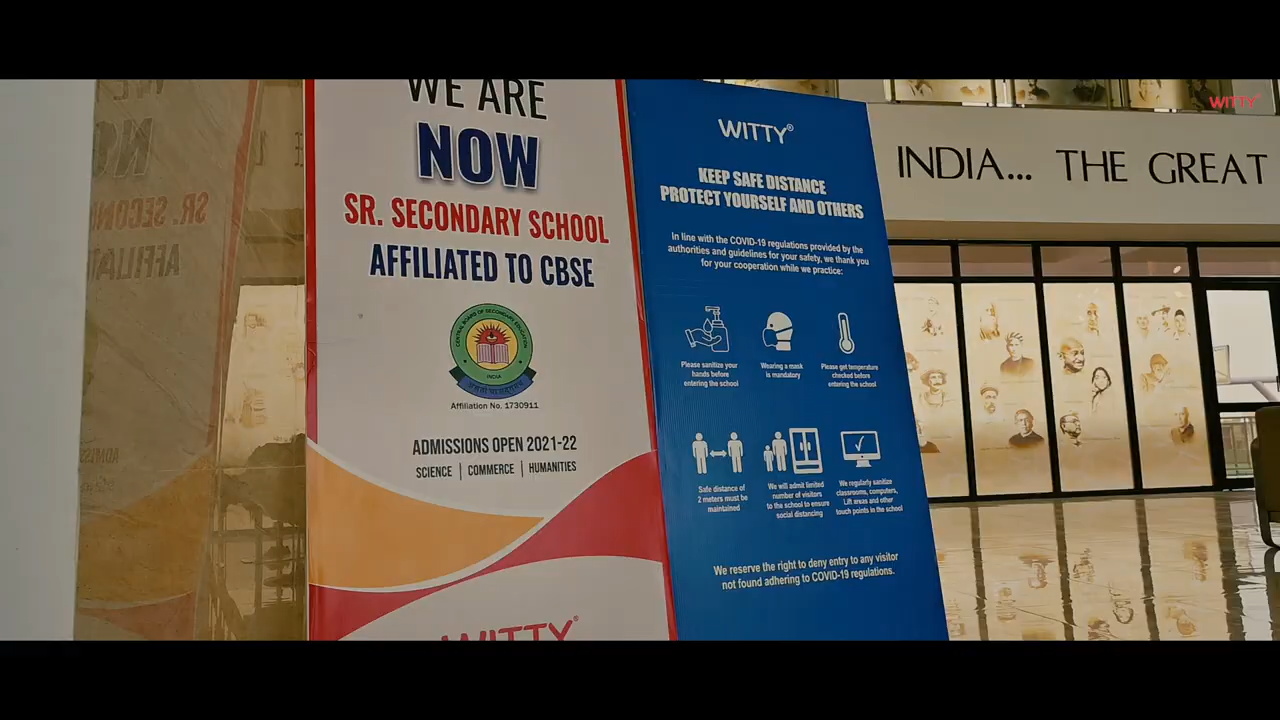 WE ARE
NOW
SR. SECONDARY SCHOOL
AFFILIATED TO CBSE
CENTRAL BOARD OF SECONDARY EDUCATION
INDIA
Affiliation No. 1730911
ADMISSIONS OPEN 2021-22
SCIENCE | COMMERCE | HUMANITIES
WITTY®
WITTY®
KEEP SAFE DISTANCE
PROTECT YOURSELF AND OTHERS
In line with the COVID-19 regulations provided by the
authorities and guidelines for your safety, we thank you
for your cooperation while we practice:
Please sanitize your
hands before
entering the school
Wearing a mask
is mandatory
Please get temperature
checked before
entering the school
Safe distance of
2 meters must be
maintained
We will admit limited
number of visitors
to the school to ensure
social distancing
We regularly sanitize
classrooms, computers,
Lift areas and other
touch points in the school
We reserve the right to deny entry to any visitor
not found adhering to COVID-19 regulations.
INDIA... THE GREAT
WITTY